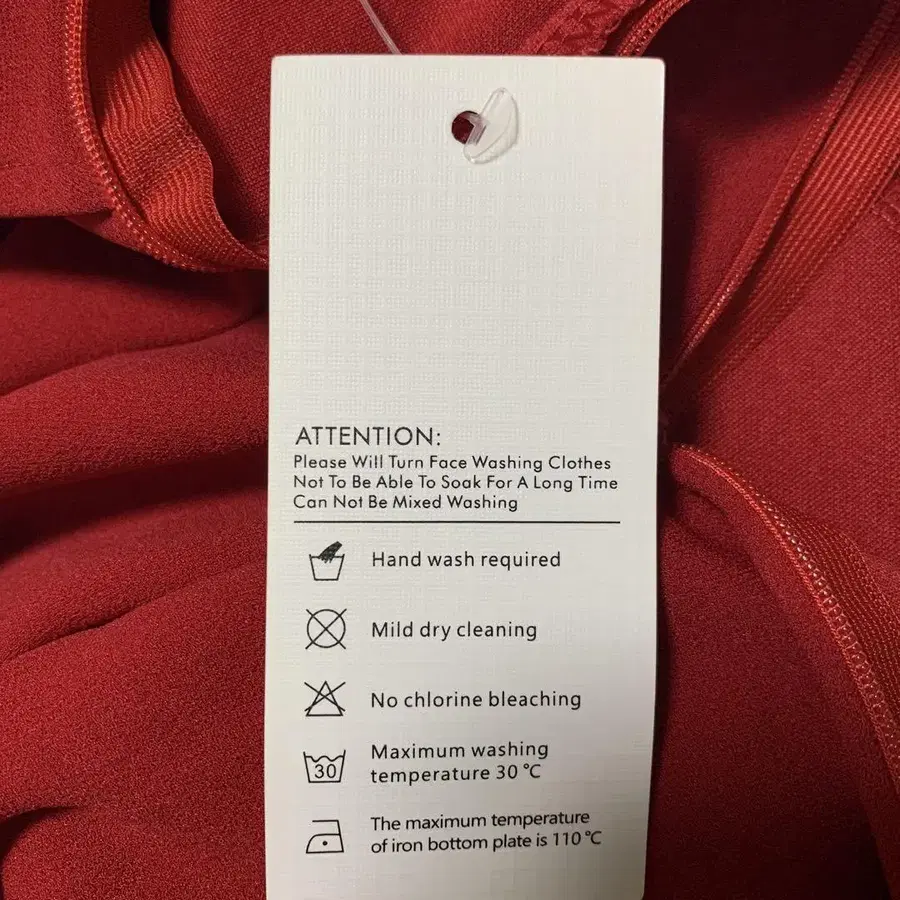 ATTENTION:
Please Will Turn Face Washing Clothes
Not To Be Able To Soak For A Long Time
Can Not Be Mixed Washing
Hand wash required
Mild dry cleaning
No chlorine bleaching
30
Maximum washing
temperature 30 °C
The maximum temperature
of iron bottom plate is 110 °C